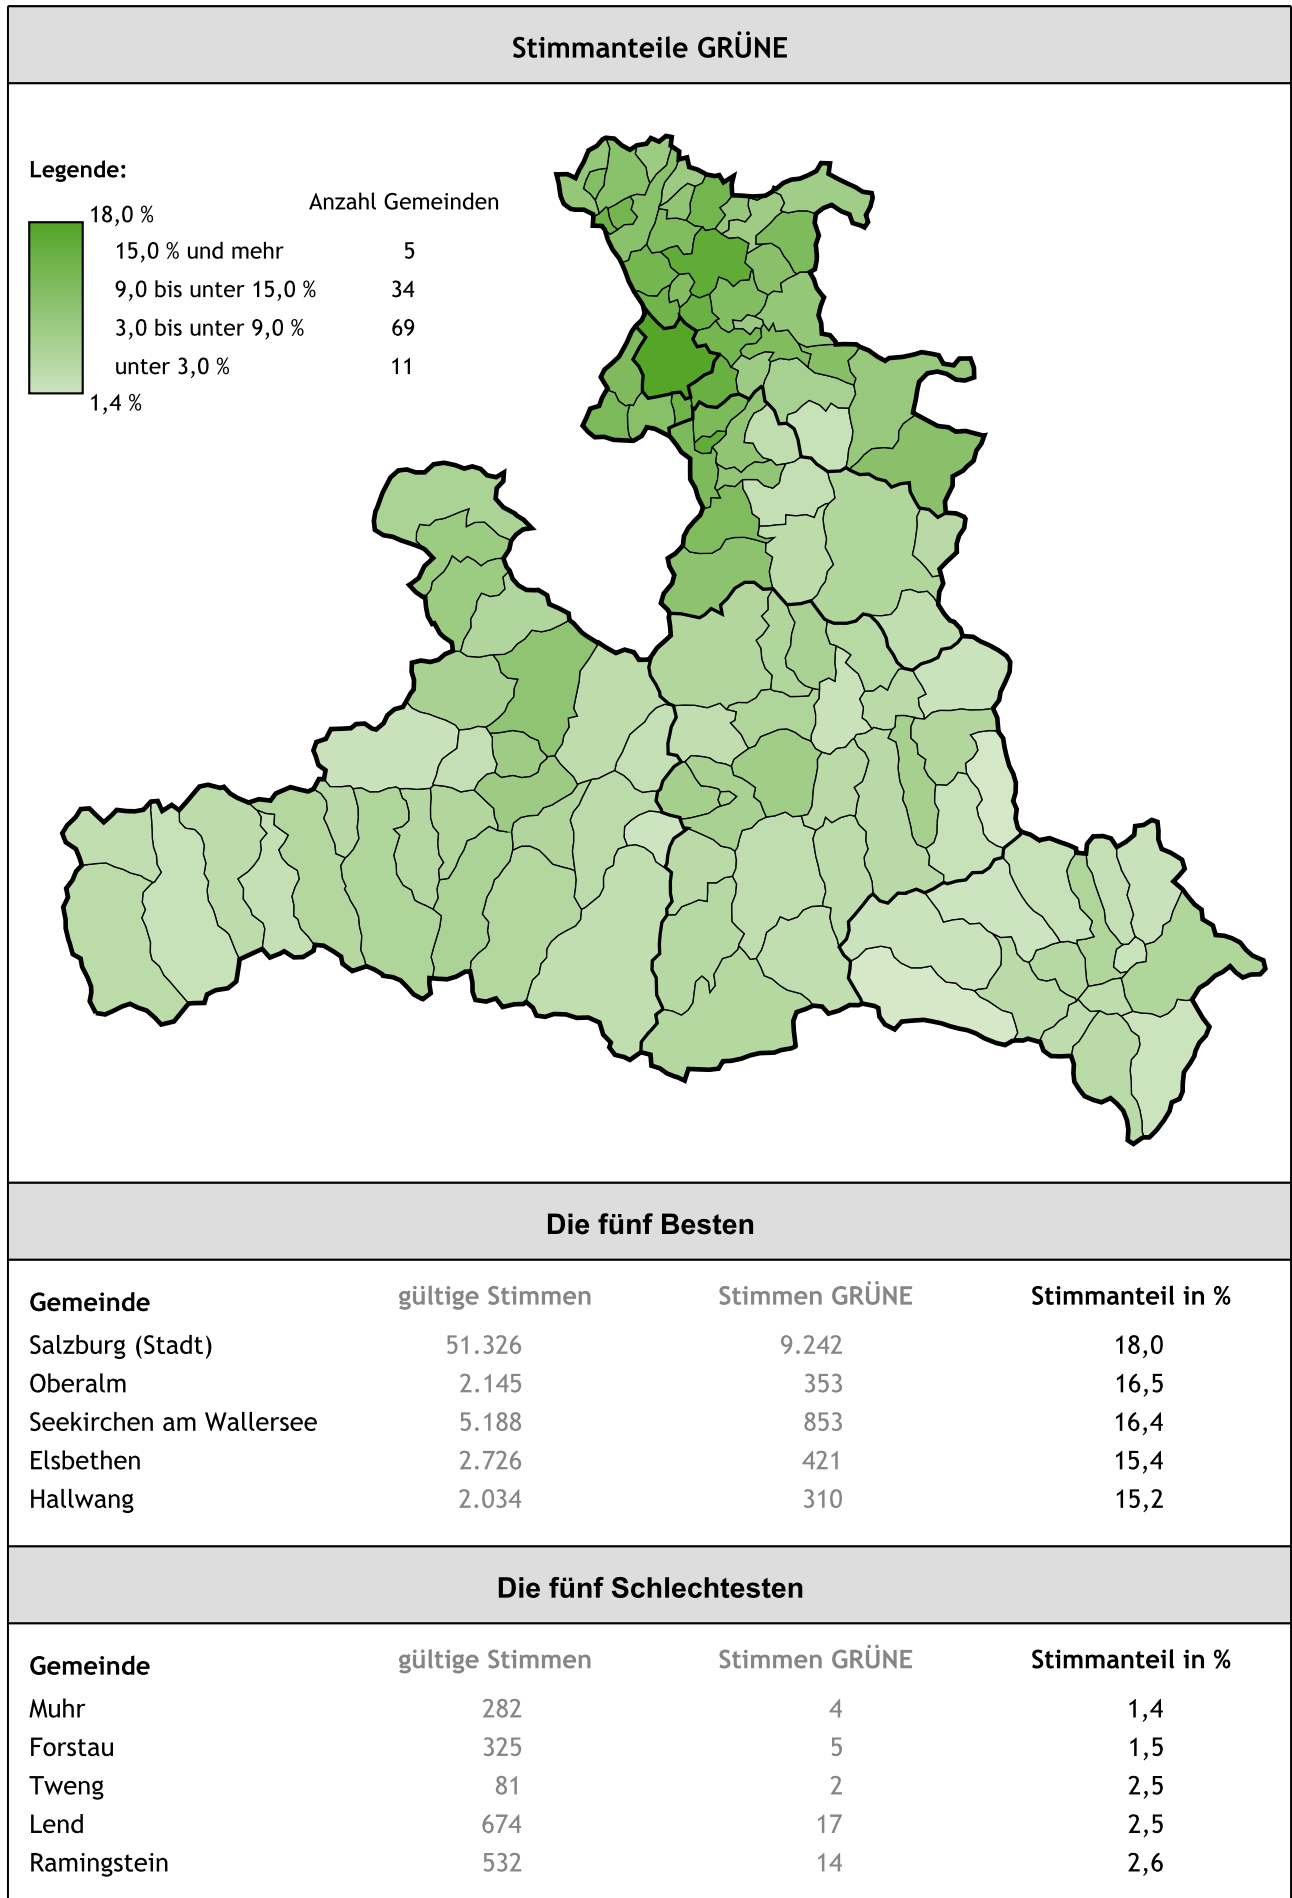 Stimmanteile GRÜNE
Legende:
Anzahl Gemeinden
18,0 %
15,0 % und mehr 5
9,0 bis unter 15,0 % 34
3,0 bis unter 9,0 % 69
unter 3,0 % 11
1,4 %
Die fünf Besten
Gemeinde gültige Stimmen Stimmen GRÜNE Stimmanteil in %
Salzburg (Stadt) 51.326 9.242 18,0
Oberalm 2.145 353 16,5
Seekirchen am Wallersee 5.188 853 16,4
Elsbethen 2.726 421 15,4
Hallwang 2.034 310 15,2
Die fünf Schlechtesten
Gemeinde gültige Stimmen Stimmen GRÜNE Stimmanteil in %
Muhr 282 4 1,4
Forstau 325 5 1,5
Tweng 81 2 2,5
Lend 674 17 2,5
Ramingstein 532 14 2,6